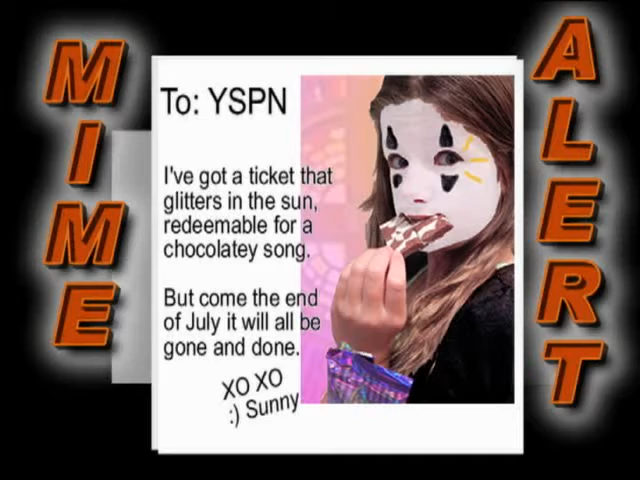 MIME
ALERT
To: YSPN
I've got a ticket that
glitters in the sun,
redeemable for a
chocolatey song.
But come the end
of July it will all be
gone and done.
XO XO
:) Sunny